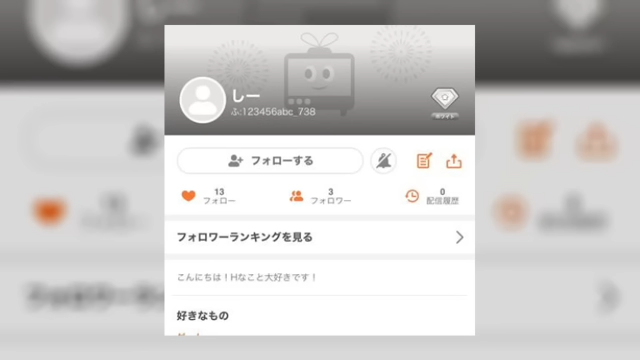 しー
ふ:123456abc_738
ホワイト
フォローする
13
フォロー
3
フォロワー
0
配信履歴
フォロワーランキングを見る
こんにちは!Hなこと大好きです!
好きなもの